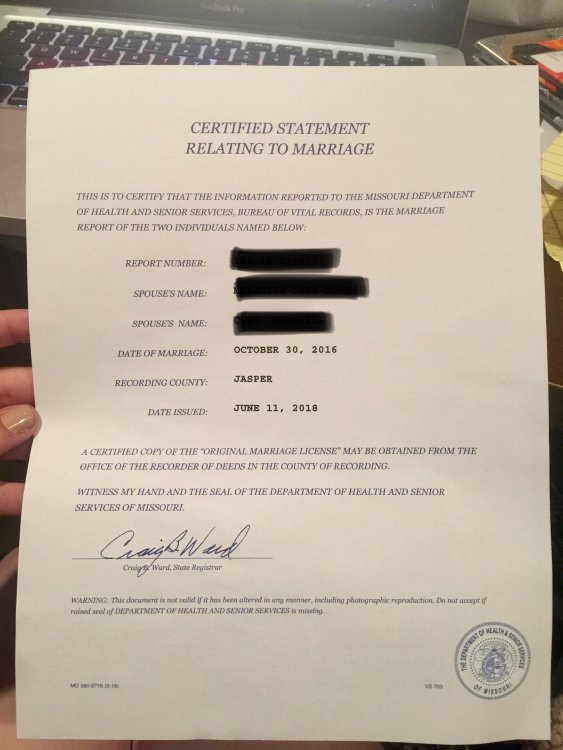 MacBook Pro
CERTIFIED STATEMENT
RELATING TO MARRIAGE
THIS IS TO CERTIFY THAT THE INFORMATION REPORTED TO THE MISSOURI DEPARTMENT
OF HEALTH AND SENIOR SERVICES, BUREAU OF VITAL RECORDS, IS THE MARRIAGE
REPORT OF THE TWO INDIVIDUALS NAMED BELOW:
REPORT NUMBER:
SPOUSE'S NAME:
SPOUSE'S NAME:
DATE OF MARRIAGE: OCTOBER 30, 2016
RECORDING COUNTY: JASPER
DATE ISSUED: JUNE 11, 2018
A CERTIFIED COPY OF THE "ORIGINAL MARRIAGE LICENSE" MAY BE OBTAINED FROM THE
OFFICE OF THE RECORDER OF DEEDS IN THE COUNTY OF RECORDING.
WITNESS MY HAND AND THE SEAL OF THE DEPARTMENT OF HEALTH AND SENIOR
SERVICES OF MISSOURI.
Craig B. Ward
Craig B. Ward, State Registrar
WARNING: This document is not valid if it has been altered in any manner, including photographic reproduction. Do not accept if
raised seal of DEPARTMENT OF HEALTH AND SENIOR SERVICES is missing.
THE DEPARTMENT OF HEALTH & SENIOR SERVICES
OF MISSOURI
MO 580-0715 (3-16) VS 703